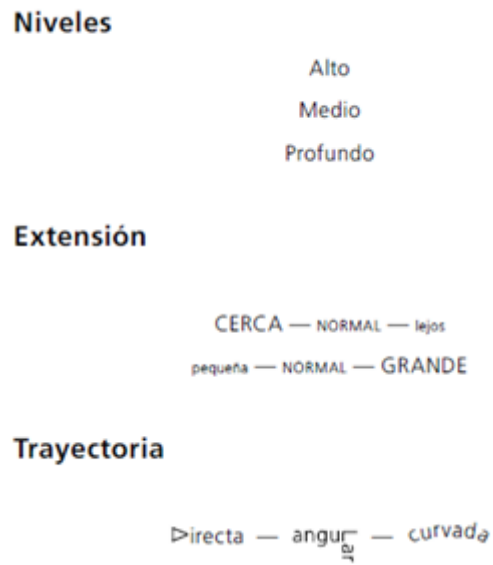 Niveles
Alto
Medio
Profundo
Extensión
CERCA — NORMAL — lejos
pequeña — NORMAL — GRANDE
Trayectoria
Directa — angular — curvada